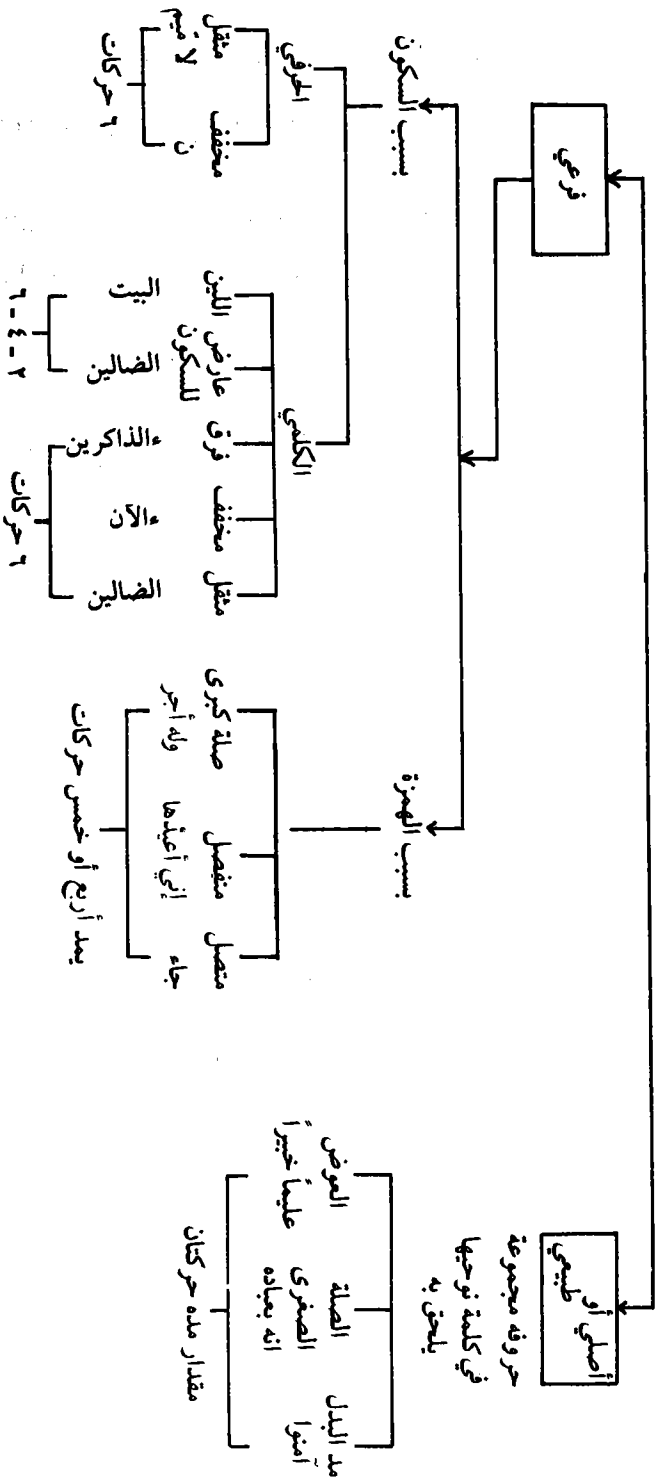 أصلي أو
طبيعي
حروفه مجموعة
في كلمة نوحيها
يلحق به
مد البدل
آمنوا
الصلة
الصغرى
انه بعباده
العوض
عليماً خبيراً
مقدار مده حركتان
فرعي
بسبب الهمزة
متصل
جاء
منفصل
إني أعيذها
صلة كبرى
وله أجر
يمد أربع أو خمس حركات
بسبب السكون
الكلمي
مثقل
الضالين
مخفف
ءالآن
فرق
ءالذاكرين
٦ حركات
عارض
للسكون
الضالين
اللين
البيت
٢ - ٤ - ٦
الحرفي
مخفف
ن
مثقل
لا ميم
٦ حركات